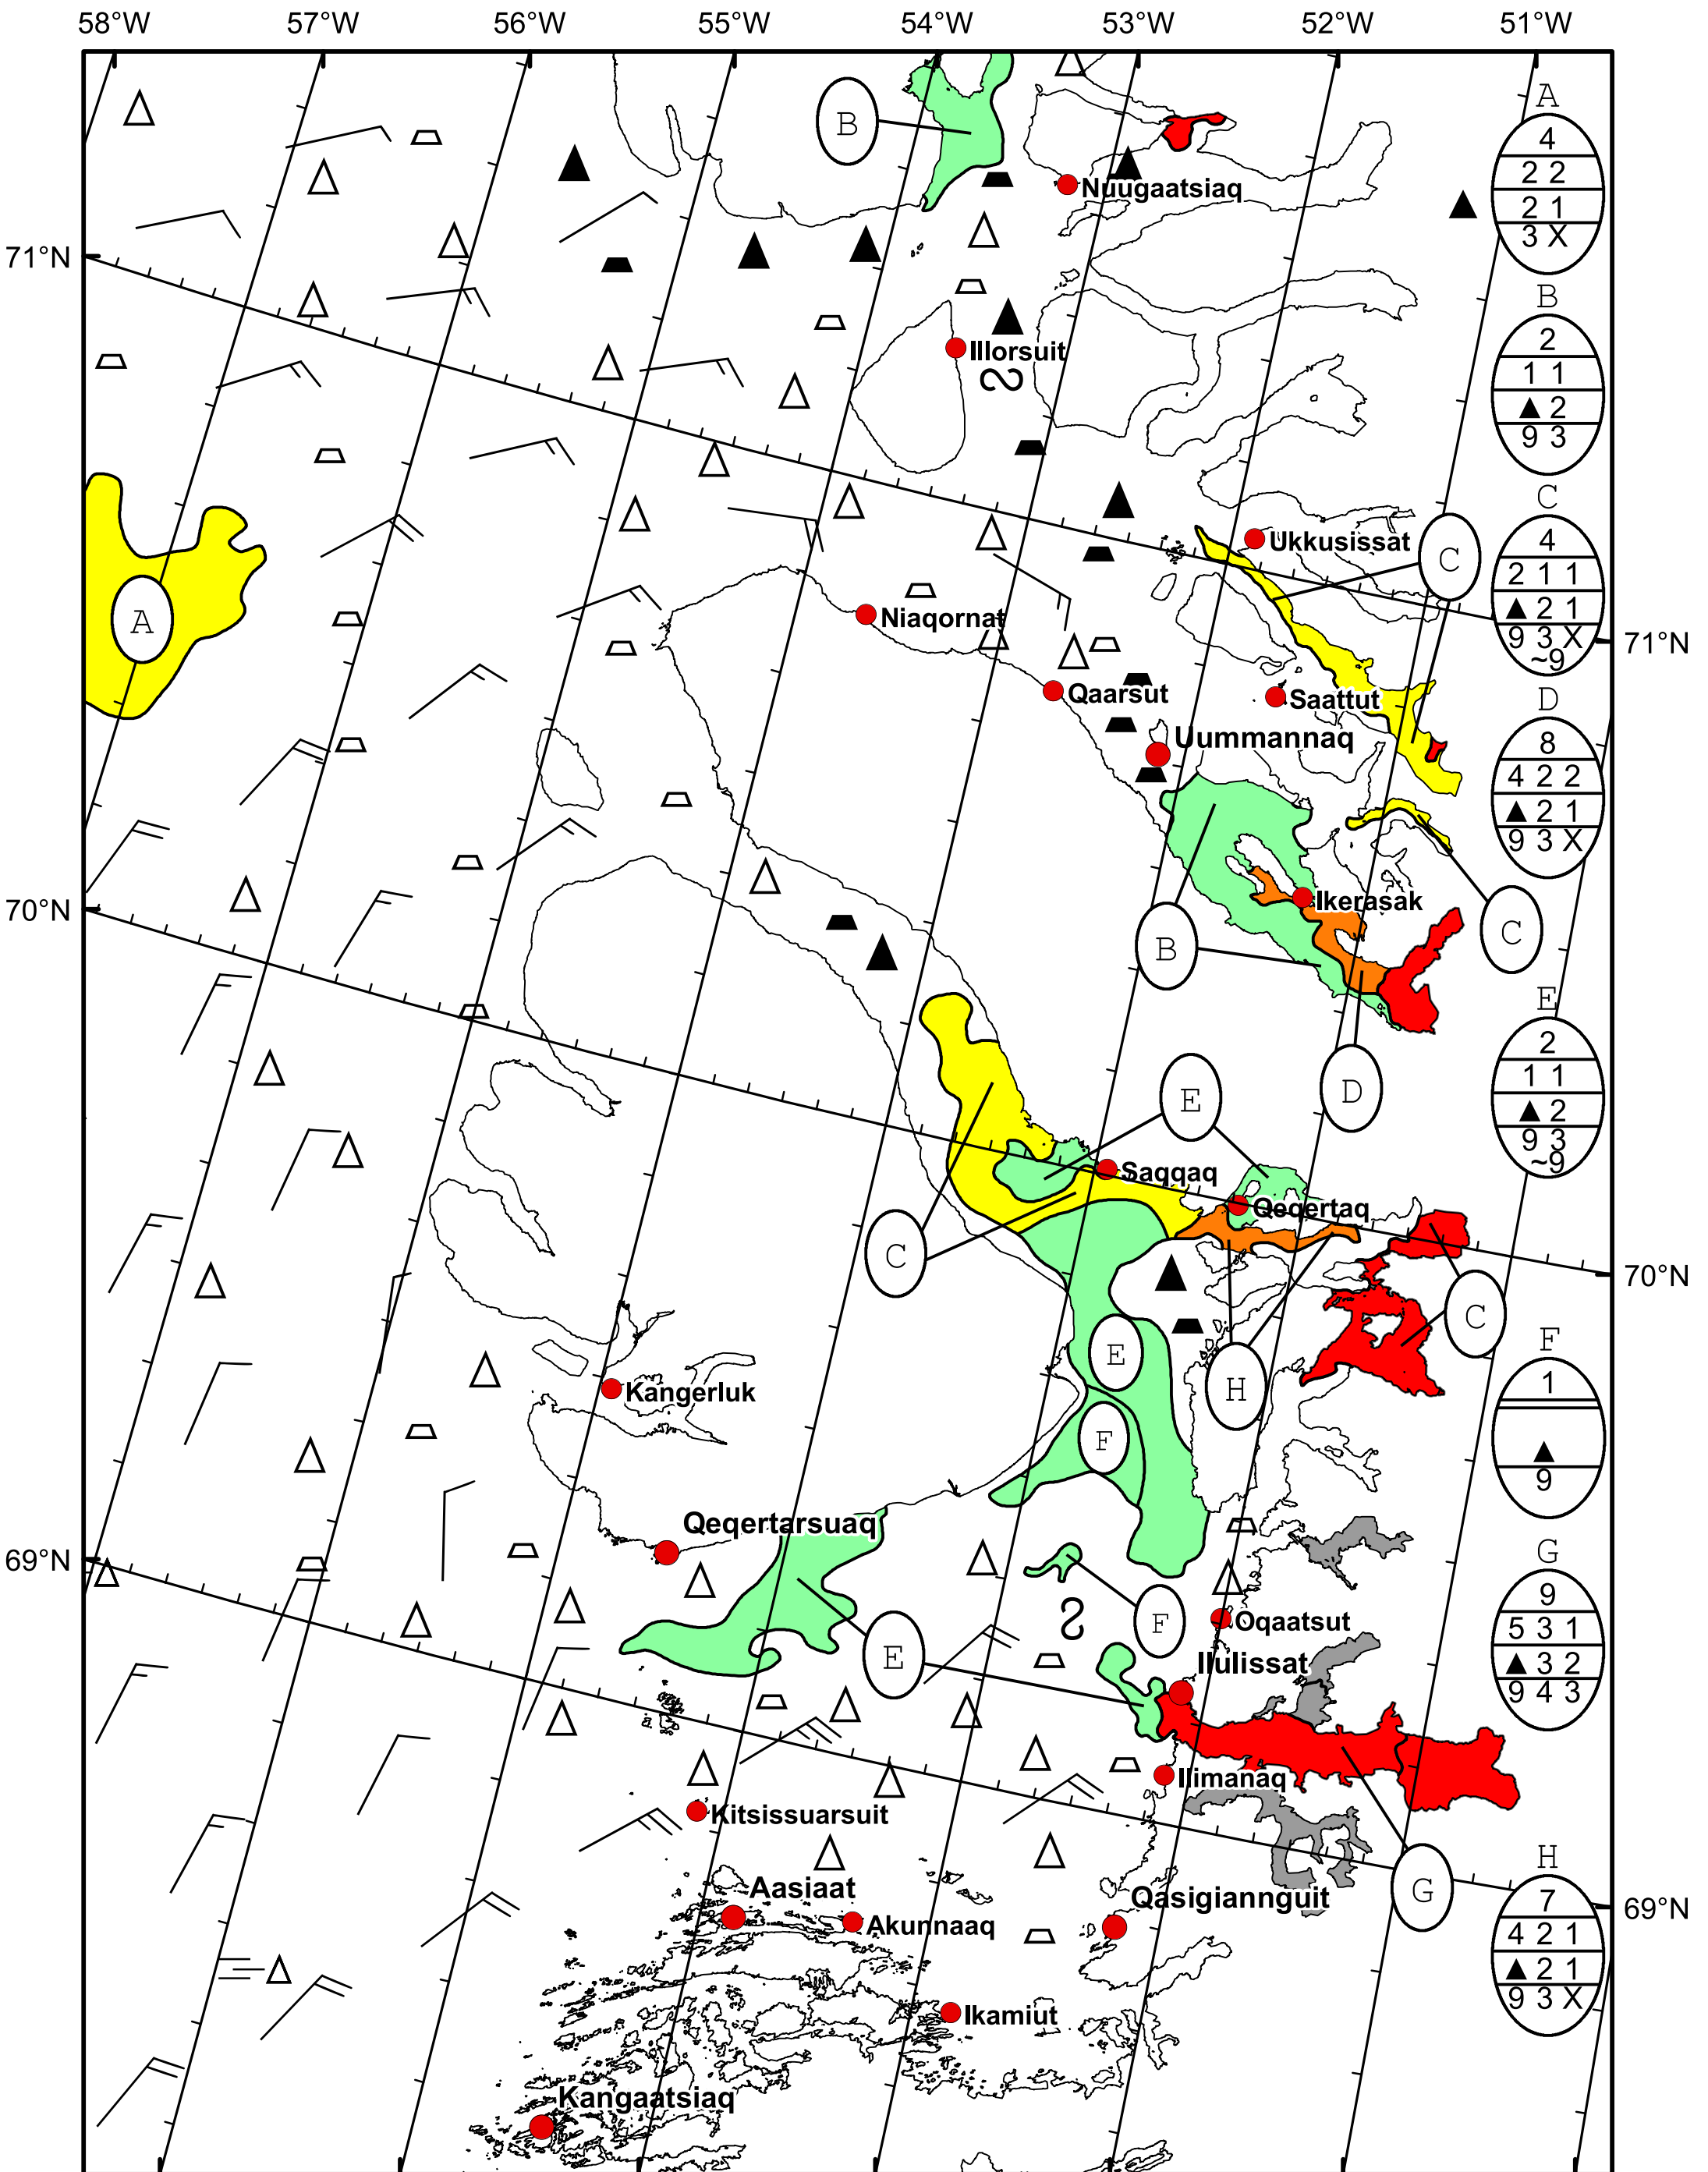 58°W 57°W 56°W 55°W 54°W 53°W 52°W 51°W
A
4
2 2
2 1
3 X
B
Nuugaatsiaq
71°N
B
2
1 1
▲ 2
9 3
Illorsuit
C
4
2 1 1
▲ 2 1
9 3 X
~9
Ukkusissat
C
A
Niaqornat
71°N
Qaarsut
Saattut
D
8
4 2 2
▲ 2 1
9 3 X
Uummannaq
70°N
Ikerasak
B
C
E
2
1 1
▲ 2
9 3
~9
D
E
Saqqaq
Qeqertaq
C
70°N
C
E
H
F
1
▲
9
Kangerluk
F
Qeqertarsuaq
69°N
G
9
5 3 1
▲ 3 2
9 4 3
F
Oqaatsut
E
Ilulissat
Ilimanaq
Kitsissuarsuit
H
7
4 2 1
▲ 2 1
9 3 X
G
Aasiaat
Qasigiannguit
69°N
Akunnaaq
Ikamiut
Kangaatsiaq